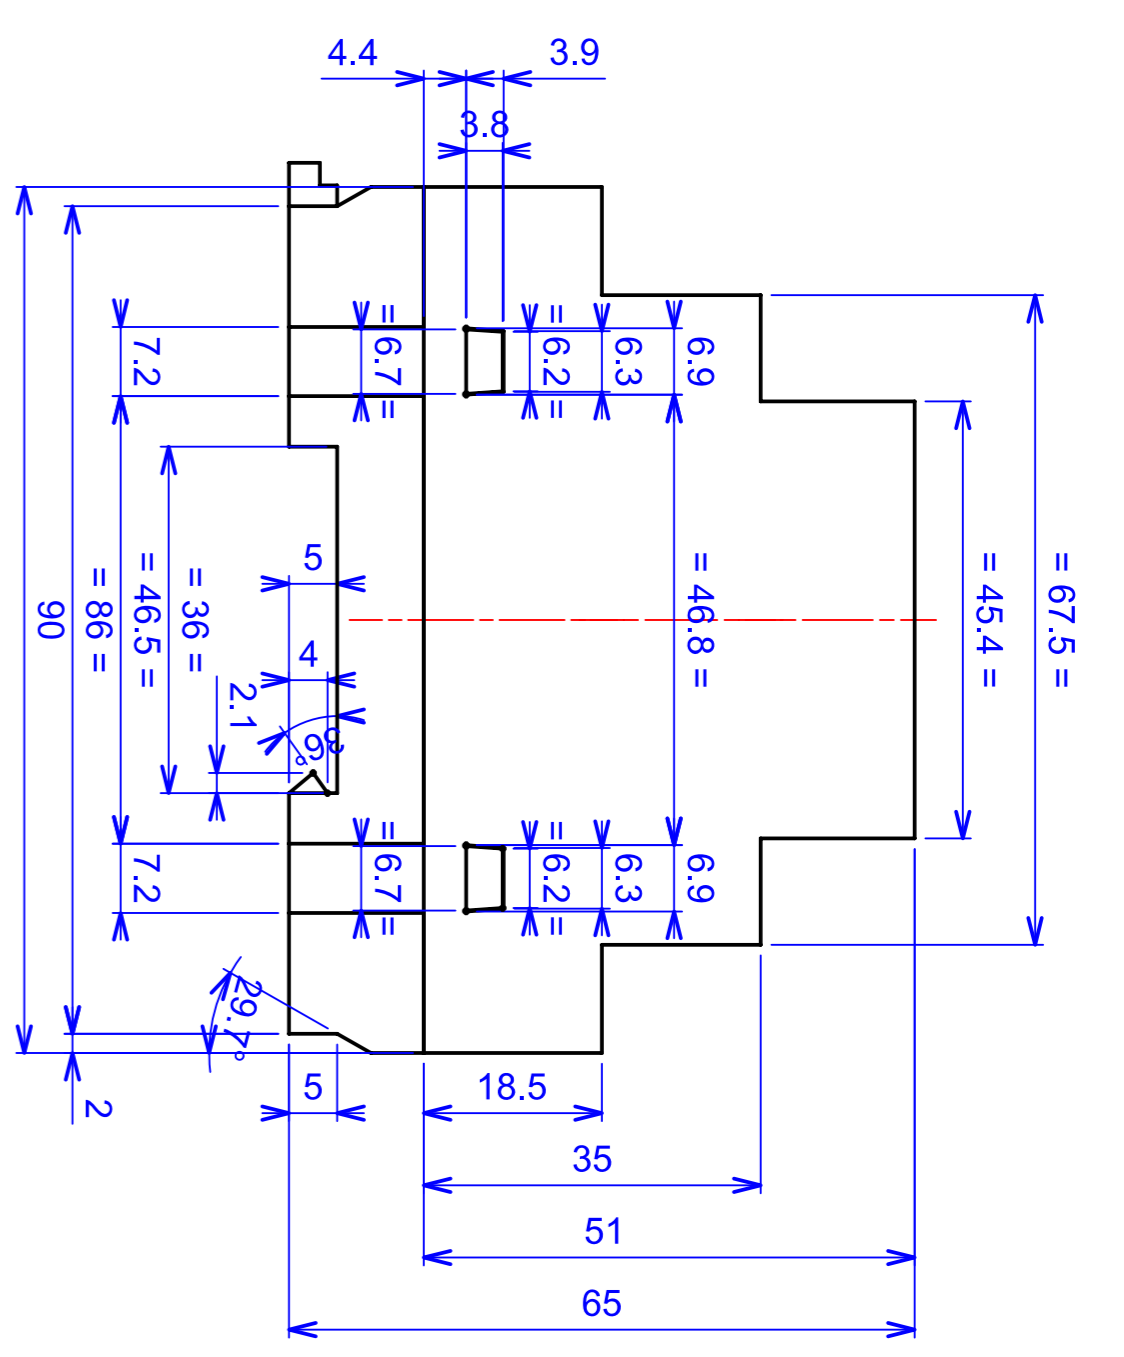 4.4
3.9
3.8
7.2
= 6.7 =
= 6.2 =
6.3
6.9
5
4
2.1
36°
90
= 86 =
= 46.5 =
= 36 =
= 46.8 =
= 45.4 =
= 67.5 =
7.2
= 6.7 =
= 6.2 =
6.3
6.9
29.7°
2
5
18.5
35
51
65